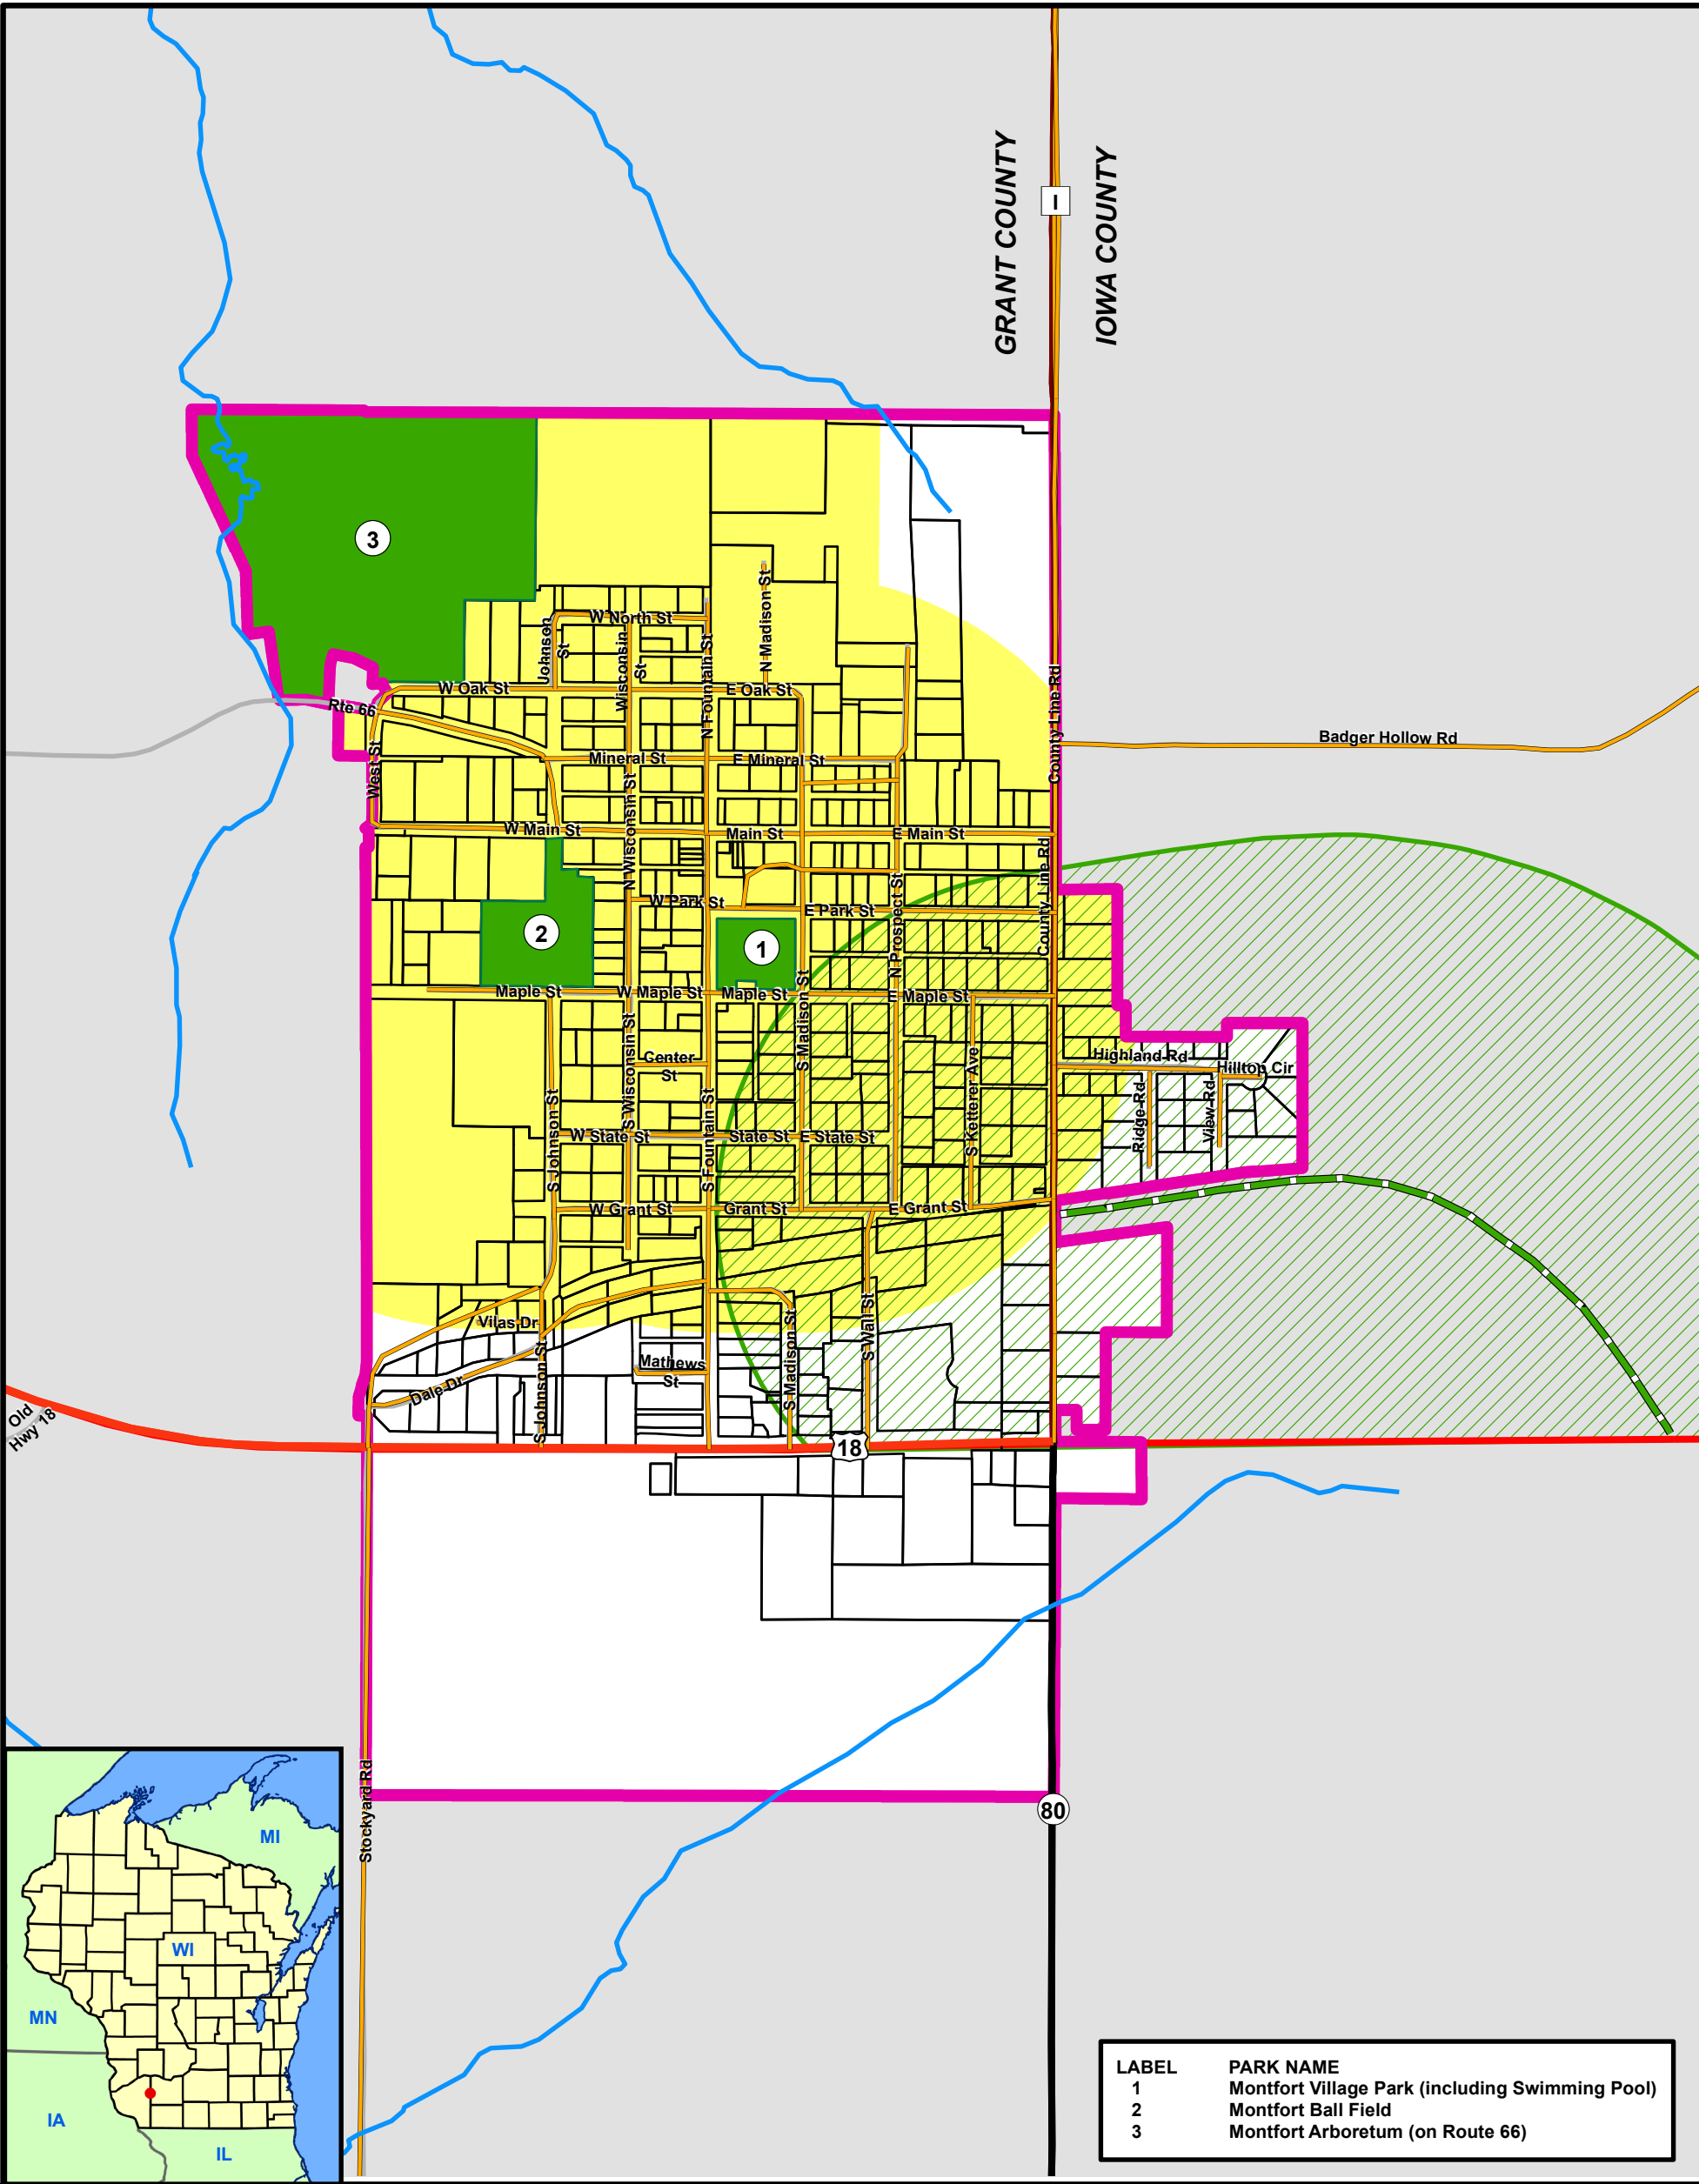 GRANT COUNTY
IOWA COUNTY
I
3
Johnson
St
W North St
Wisconsin
St
N Fountain St
N Madison St
W Oak St
E Oak St
Rte 66
County Line Rd
Badger Hollow Rd
West St
Mineral St
E Mineral St
N Wisconsin St
W Main St
Main St
E Main St
County Line Rd
W Park St
E Park St
N Prospect St
2
1
Maple St
W Maple St
Maple St
E Maple St
S Madison St
S Wisconsin St
Center
St
S Ketterer Ave
Highland Rd
Hilltop Cir
Ridge Rd
View Rd
S Johnson St
S Fountain St
W State St
State St
E State St
W Grant St
Grant St
E Grant St
Vilas Dr
S Wall St
S Madison St
Mathews
St
Dale Dr
S Johnson St
Old
Hwy 18
18
Stockyard Rd
80
MI
WI
MN
IA
IL
LABEL PARK NAME
1 Montfort Village Park (including Swimming Pool)
2 Montfort Ball Field
3 Montfort Arboretum (on Route 66)